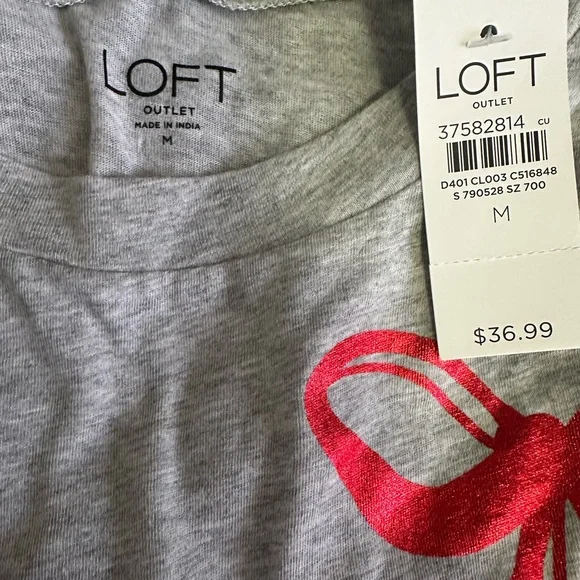 LOFT
OUTLET
MADE IN INDIA
M
LOFT
OUTLET
37582814 CU
D401 CL003 C516848
S 790528 SZ 700
M
$36.99